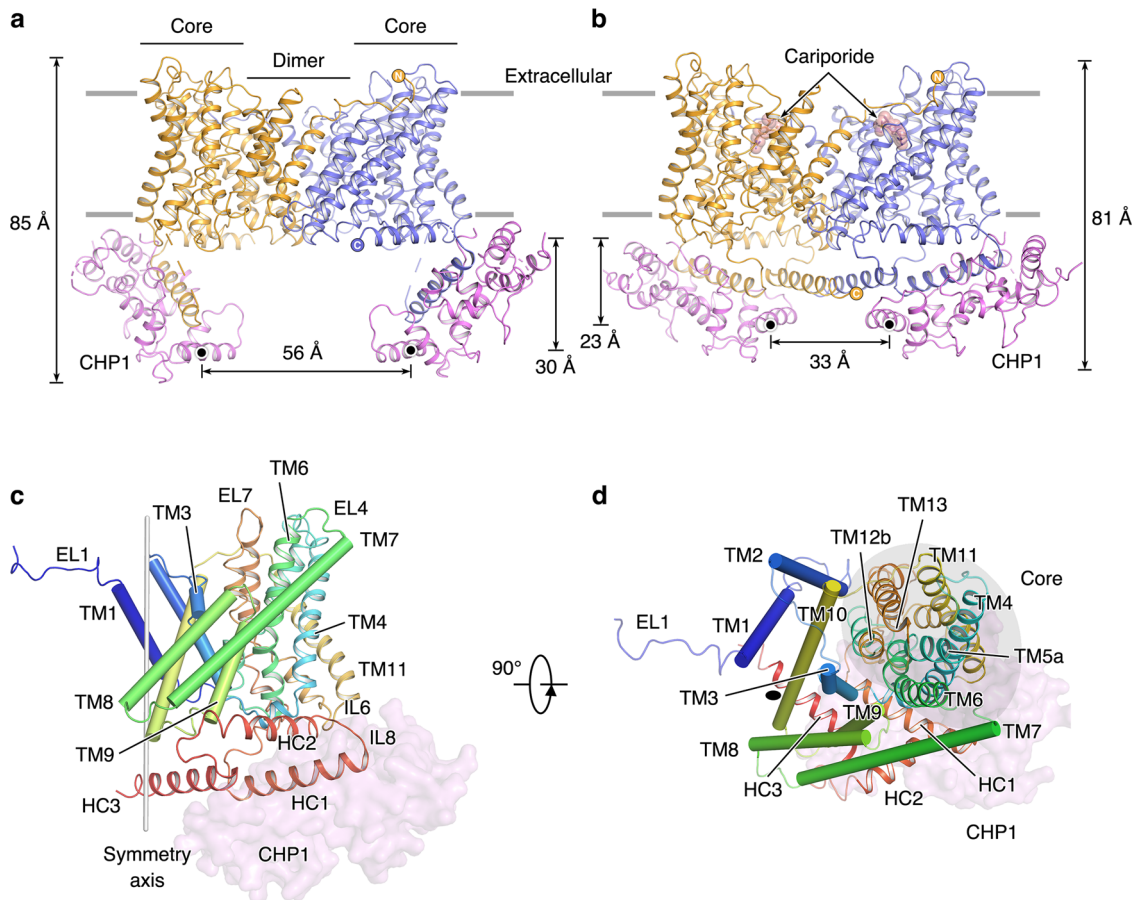 a
Core
Core
Dimer
Extracellular
N
85 Å
C
CHP1
56 Å
30 Å
b
Cariporide
N
81 Å
C
23 Å
33 Å
CHP1
c
TM6
EL7
EL4
TM3
TM7
EL1
TM1
TM4
TM11
TM8
IL6
TM9
HC2
IL8
HC3
HC1
CHP1
Symmetry
axis
90°
d
TM13
TM12b
TM11
TM2
Core
TM4
TM10
EL1
TM1
TM5a
TM3
TM6
TM9
TM7
TM8
HC3
HC1
HC2
CHP1